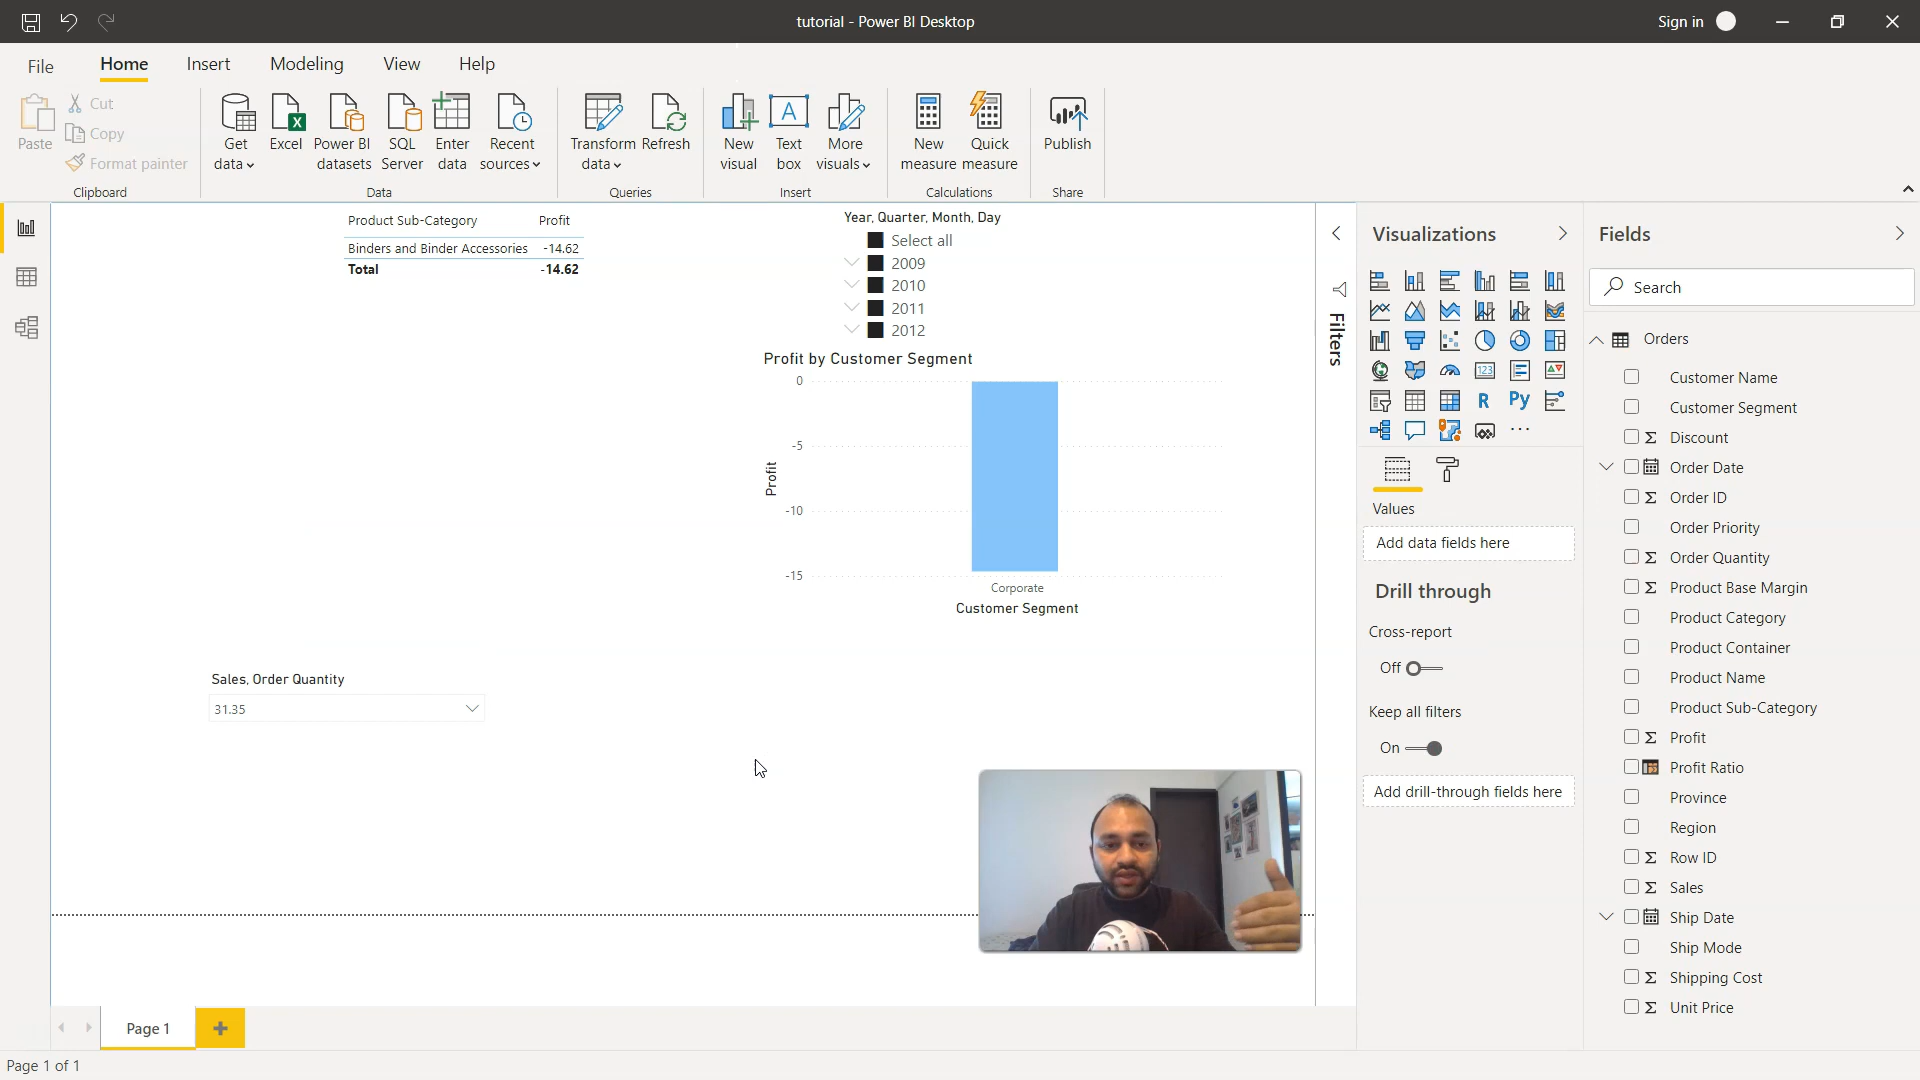 tutorial - Power BI Desktop
Sign in
File
Home
Insert
Modeling
View
Help
Paste
Cut
Copy
Format painter
Clipboard
Get data
Excel
Power BI datasets
SQL Server
Enter data
Recent sources
Data
Transform data
Refresh
Queries
New visual
Text box
More visuals
Insert
New measure
Quick measure
Calculations
Publish
Share
Product Sub-Category Profit
Binders and Binder Accessories -14.62
Total -14.62
Year, Quarter, Month, Day
Select all
2009
2010
2011
2012
Profit by Customer Segment
0
-5
-10
-15
Profit
Corporate
Customer Segment
Sales, Order Quantity
31.35
Filters
Visualizations
123
R
Py
Values
Add data fields here
Drill through
Cross-report
Off
Keep all filters
On
Add drill-through fields here
Fields
Search
Orders
Customer Name
Customer Segment
Σ Discount
Order Date
Σ Order ID
Order Priority
Σ Order Quantity
Σ Product Base Margin
Product Category
Product Container
Product Name
Product Sub-Category
Σ Profit
Profit Ratio
Province
Region
Σ Row ID
Σ Sales
Ship Date
Ship Mode
Σ Shipping Cost
Σ Unit Price
Page 1
Page 1 of 1